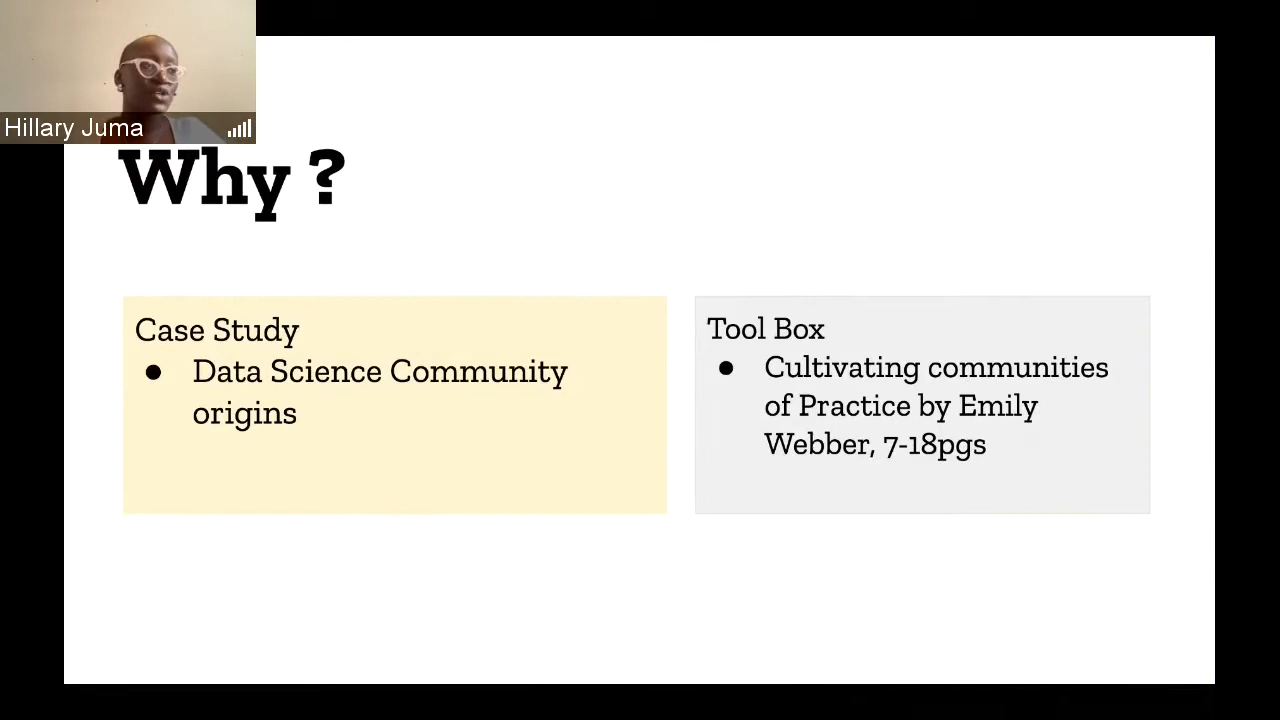 Hillary Juma
Why ?
Case Study
● Data Science Community
origins
Tool Box
● Cultivating communities
of Practice by Emily
Webber, 7-18pgs